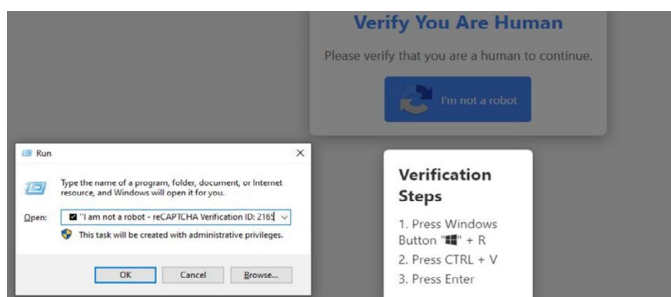 Verify You Are Human
Please verify that you are a human to continue.
I'm not a robot
Run
Type the name of a program, folder, document, or Internet
resource, and Windows will open it for you.
Open:
"I am not a robot - reCAPTCHA Verification ID: 2165
This task will be created with administrative privileges.
OK
Cancel
Browse...
Verification
Steps
1. Press Windows
Button "" + R
2. Press CTRL + V
3. Press Enter